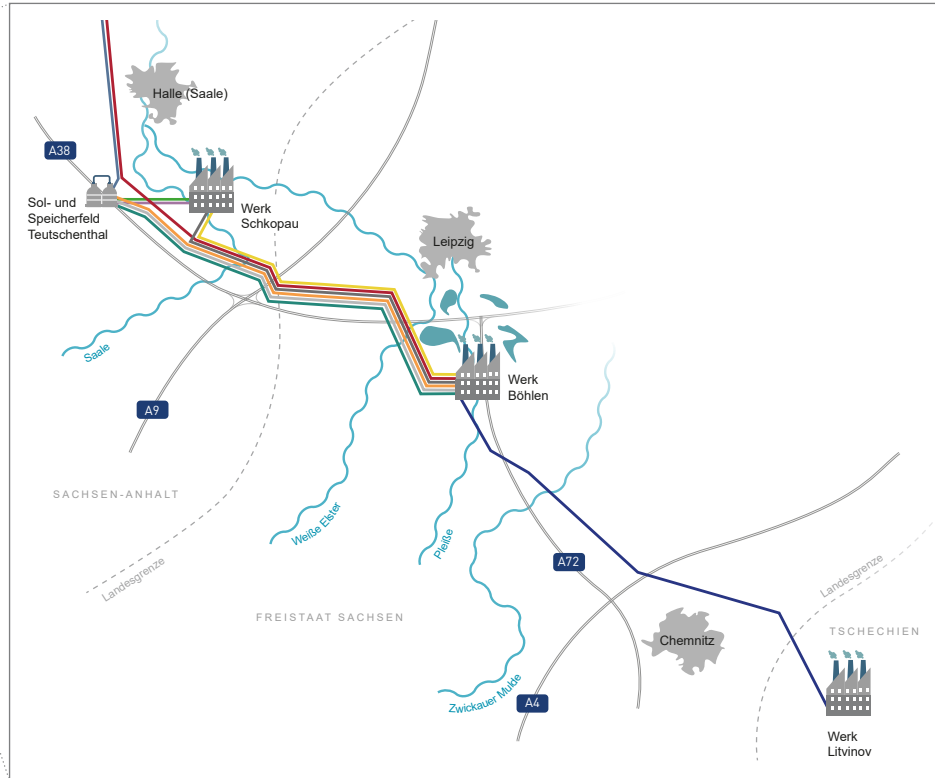 Halle (Saale)
A38
Sol- und
Speicherfeld
Teutschenthal
Werk
Schkopau
Leipzig
Saale
Werk
Böhlen
A9
SACHSEN-ANHALT
Weiße Elster
Pleiße
A72
Landesgrenze
Landesgrenze
FREISTAAT SACHSEN
TSCHECHIEN
Chemnitz
Zwickauer Mulde
A4
Werk
Litvinov